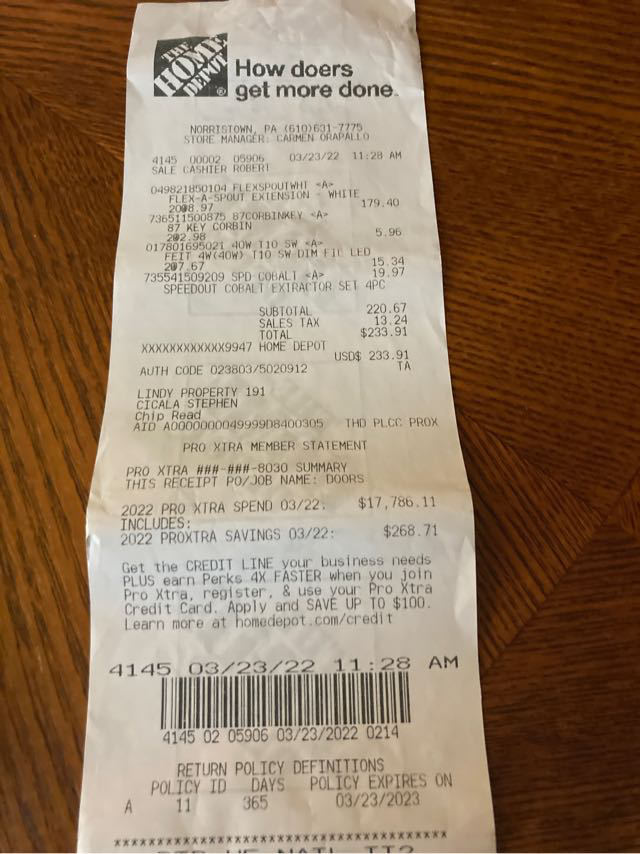 THE
HOME
DEPOT
How doers
get more done.
NORRISTOWN, PA (610)631-7775
STORE MANAGER: CARMEN ORAPALLO
4145 00002 05906 03/23/22 11:28 AM
SALE CASHIER ROBERT
049821850104 FLEXSPOUTWHT <A>
FLEX-A-SPOUT EXTENSION - WHITE
20@8.97 179.40
736511500875 87CORBINKEY <A>
87 KEY CORBIN
2@2.98 5.96
017801695021 40W T10 SW <A>
FEIT 4W(40W) T10 SW DIM FIL LED
2@7.67 15.34
735541509209 SPD COBALT <A> 19.97
SPEEDOUT COBALT EXTRACTOR SET 4PC
SUBTOTAL 220.67
SALES TAX 13.24
TOTAL $233.91
XXXXXXXXXXXX9947 HOME DEPOT
USD$ 233.91
AUTH CODE 023803/5020912 TA
LINDY PROPERTY 191
CICALA STEPHEN
Chip Read
AID A0000000049999D8400305 THD PLCC PROX
PRO XTRA MEMBER STATEMENT
PRO XTRA ###-###-8030 SUMMARY
THIS RECEIPT PO/JOB NAME: DOORS
2022 PRO XTRA SPEND 03/22: $17,786.11
INCLUDES:
2022 PROXTRA SAVINGS 03/22: $268.71
Get the CREDIT LINE your business needs
PLUS earn Perks 4X FASTER when you join
Pro Xtra, register, & use your Pro Xtra
Credit Card. Apply and SAVE UP TO $100.
Learn more at homedepot.com/credit
4145 03/23/22 11:28 AM
4145 02 05906 03/23/2022 0214
RETURN POLICY DEFINITIONS
POLICY ID DAYS POLICY EXPIRES ON
A 11 365 03/23/2023